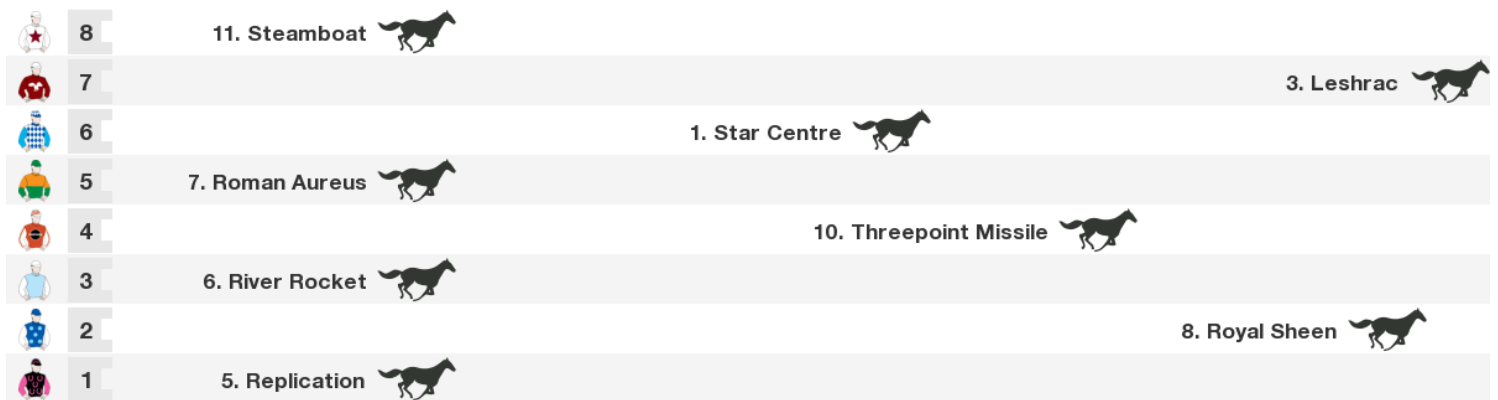 8 11. Steamboat
7 3. Leshrac
6 1. Star Centre
5 7. Roman Aureus
4 10. Threepoint Missile
3 6. River Rocket
2 8. Royal Sheen
1 5. Replication